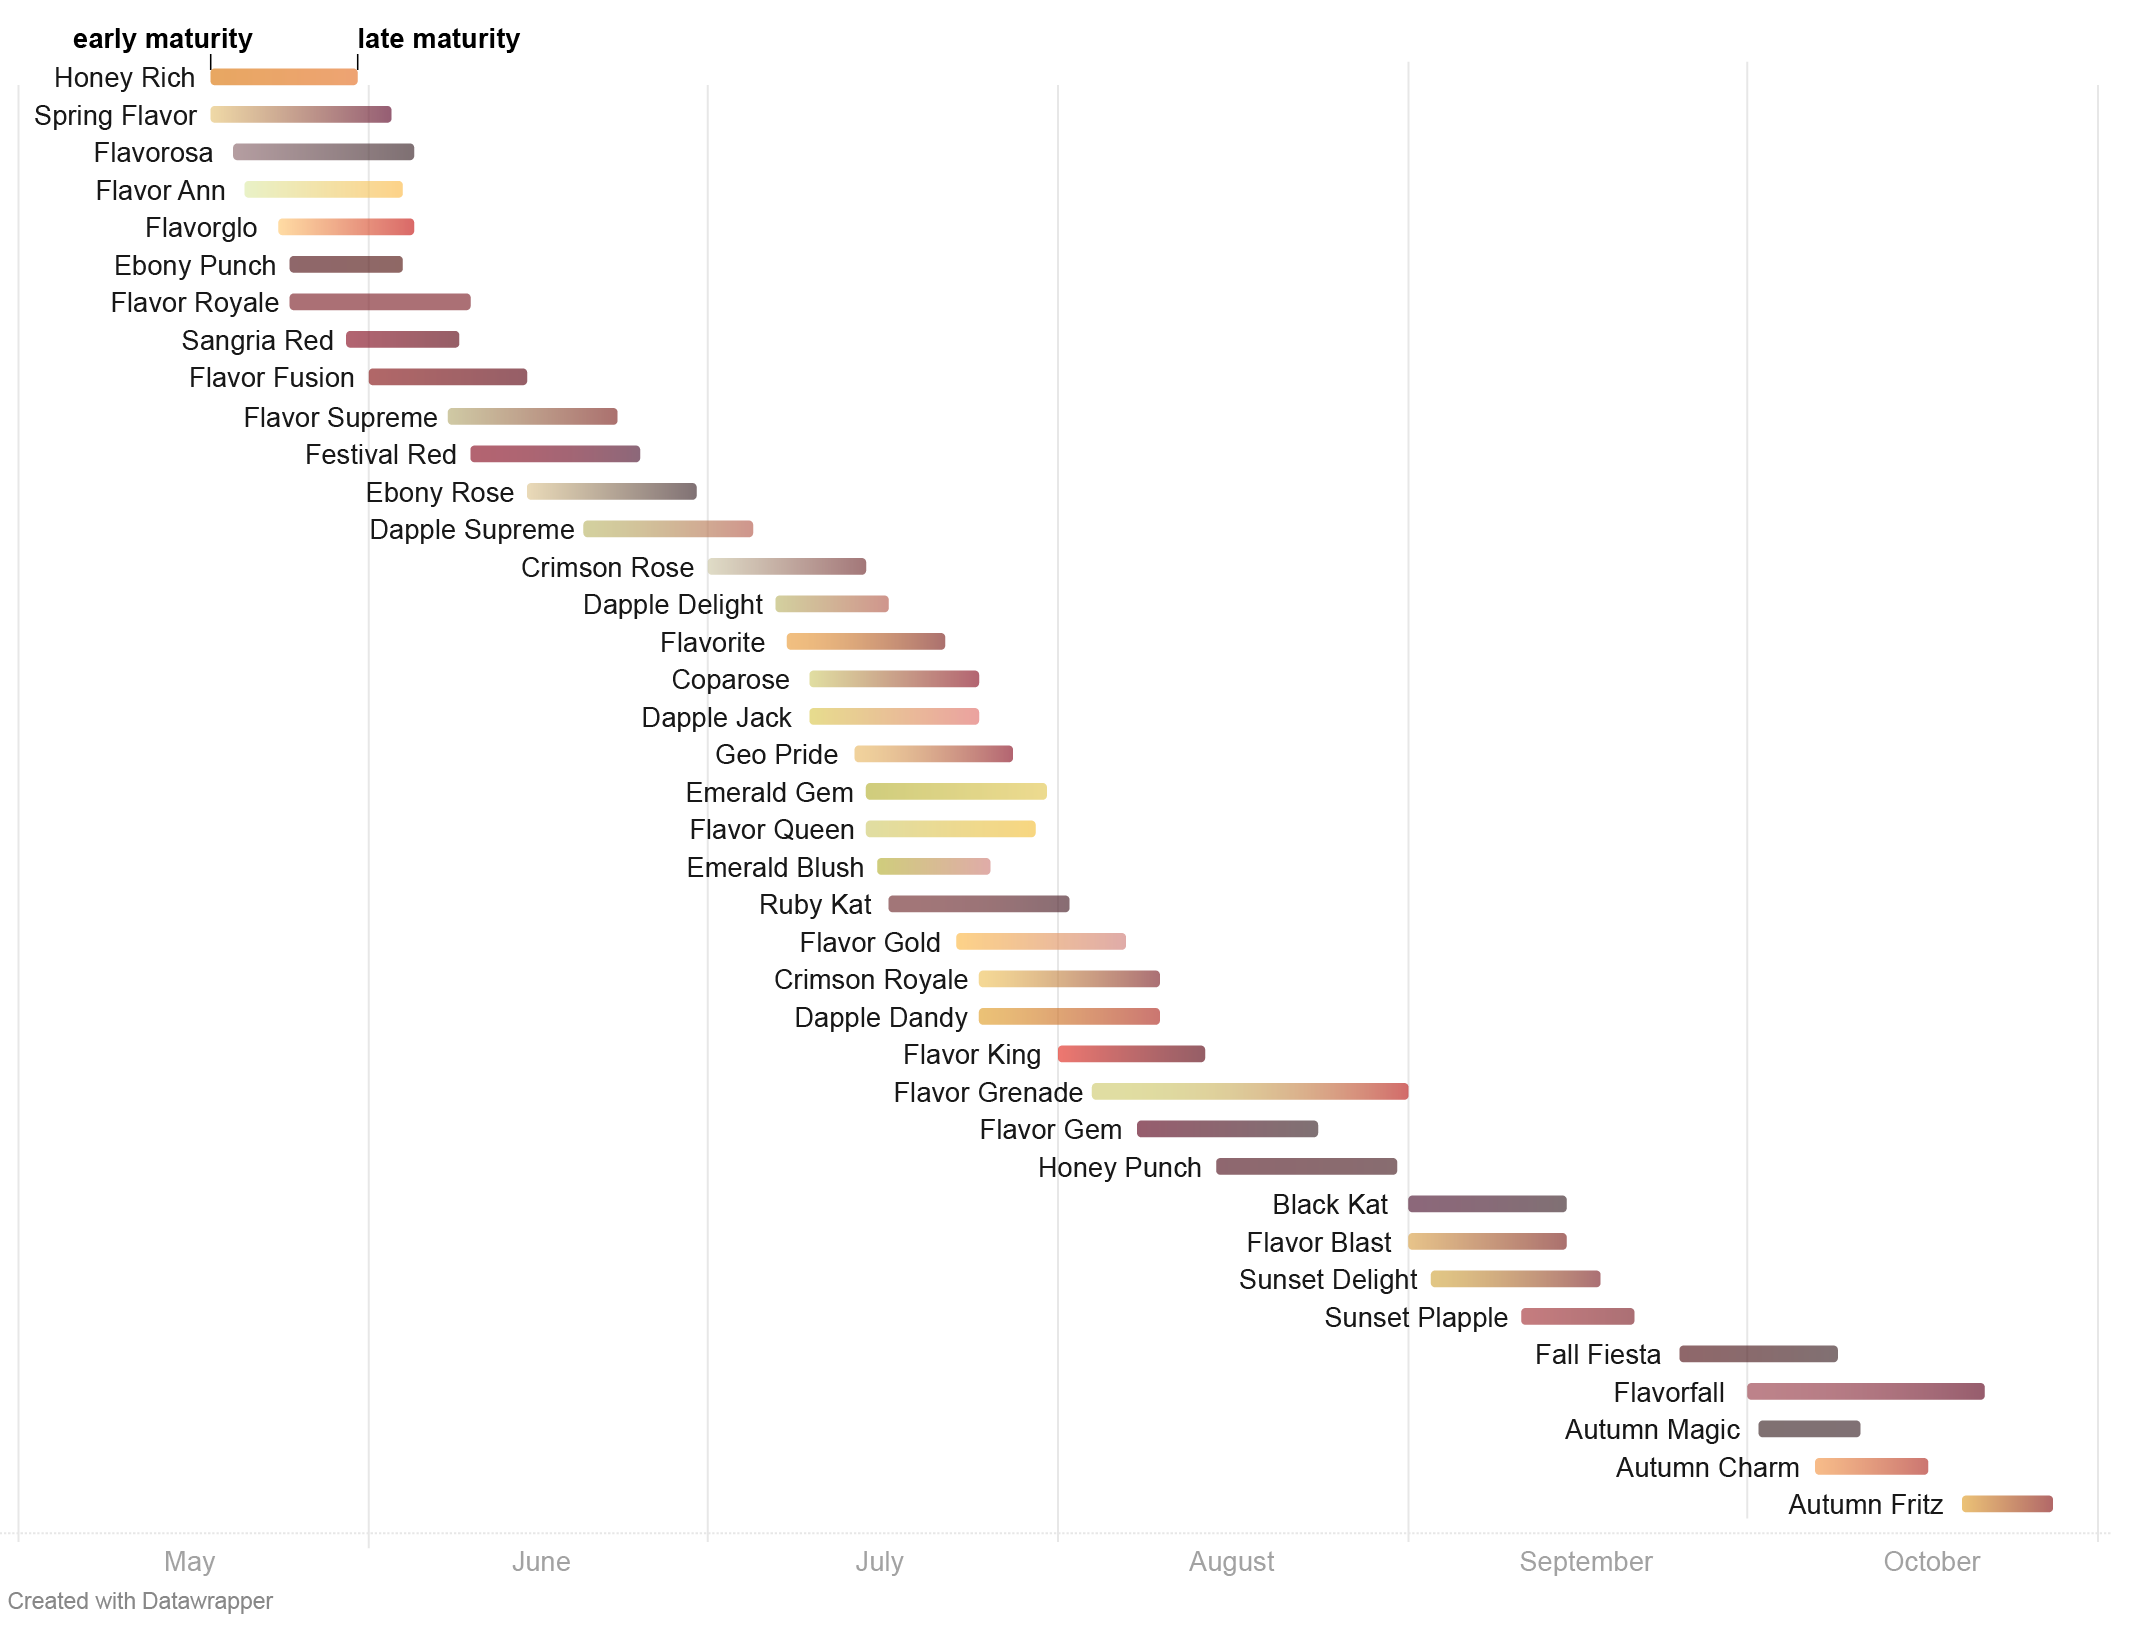 early maturity late maturity
Honey Rich
Spring Flavor
Flavorosa
Flavor Ann
Flavorglo
Ebony Punch
Flavor Royale
Sangria Red
Flavor Fusion
Flavor Supreme
Festival Red
Ebony Rose
Dapple Supreme
Crimson Rose
Dapple Delight
Flavorite
Coparose
Dapple Jack
Geo Pride
Emerald Gem
Flavor Queen
Emerald Blush
Ruby Kat
Flavor Gold
Crimson Royale
Dapple Dandy
Flavor King
Flavor Grenade
Flavor Gem
Honey Punch
Black Kat
Flavor Blast
Sunset Delight
Sunset Plapple
Fall Fiesta
Flavorfall
Autumn Magic
Autumn Charm
Autumn Fritz
May June July August September October
Created with Datawrapper